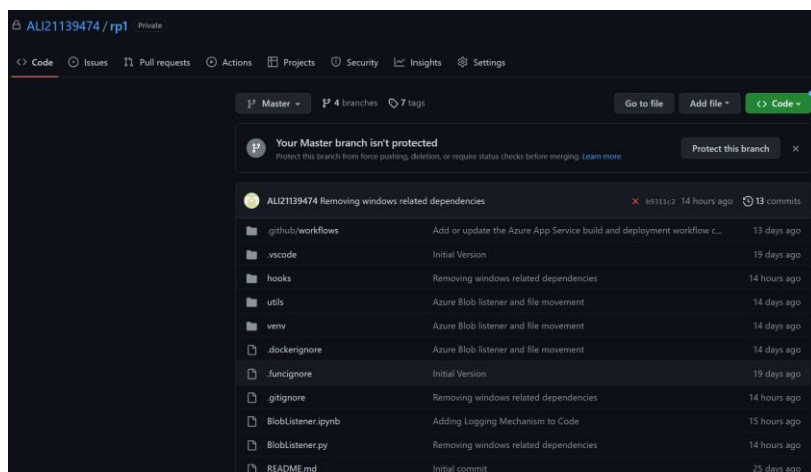 ALI21139474 / rp1 Private
Code Issues Pull requests Actions Projects Security Insights Settings
Master 4 branches 7 tags Go to file Add file Code
Your Master branch isn't protected
Protect this branch from force pushing, deletion, or require status checks before merging. Learn more
Protect this branch
ALI21139474 Removing windows related dependencies b9311c2 14 hours ago 13 commits
.github/workflows Add or update the Azure App Service build and deployment workflow c... 13 days ago
.vscode Initial Version 19 days ago
hooks Removing windows related dependencies 14 hours ago
utils Azure Blob listener and file movement 14 days ago
venv Azure Blob listener and file movement 14 days ago
.dockerignore Azure Blob listener and file movement 14 days ago
.funcignore Initial Version 19 days ago
.gitignore Removing windows related dependencies 14 hours ago
BlobListener.ipynb Adding Logging Mechanism to Code 15 hours ago
BlobListener.py Removing windows related dependencies 14 hours ago
README.md Initial commit 25 days ago